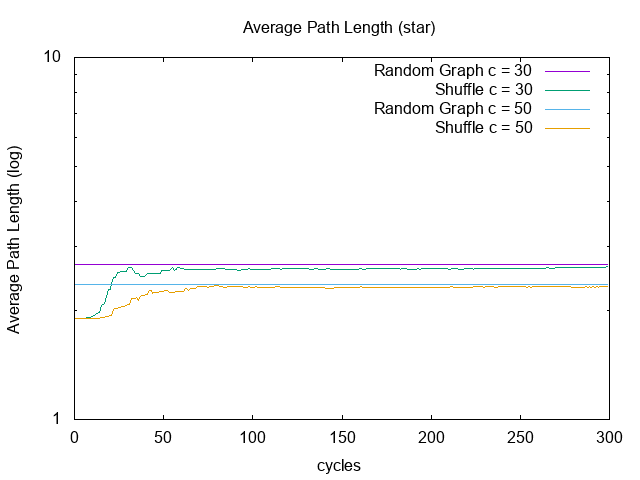 Average Path Length (star)
10
Random Graph c = 30
Shuffle c = 30
Random Graph c = 50
Shuffle c = 50
Average Path Length (log)
1
0 50 100 150 200 250 300
cycles